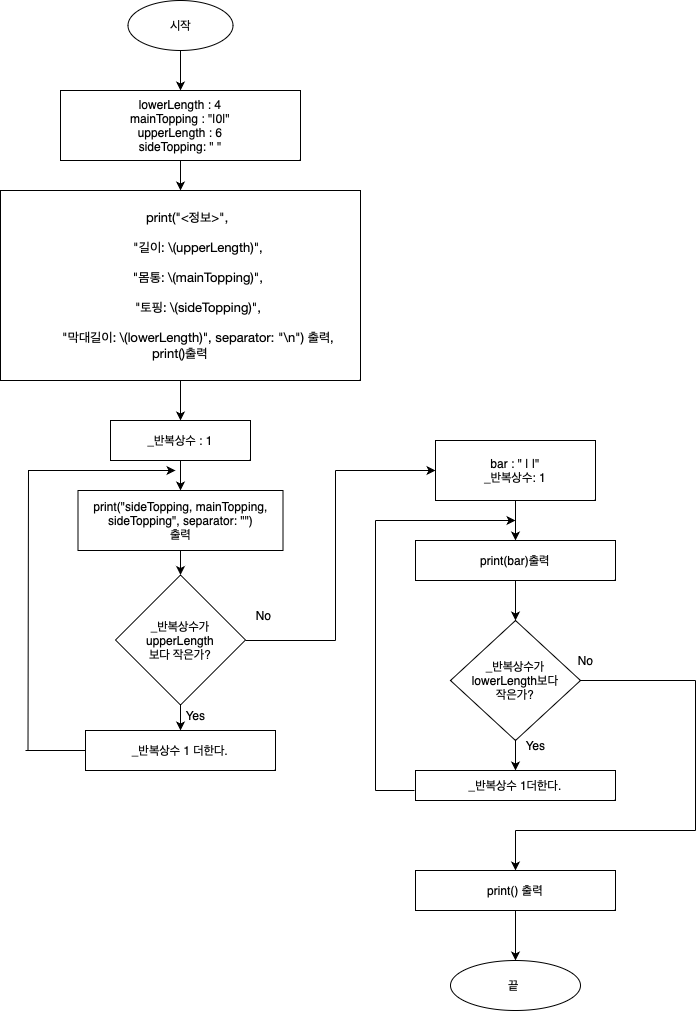 시작
lowerLength : 4
mainTopping : "|0|"
upperLength : 6
sideTopping: " "
print("<정보>",
"길이: \(upperLength)",
"몸통: \(mainTopping)",
"토핑: \(sideTopping)",
"막대길이: \(lowerLength)", separator: "\n") 출력,
print()출력
_반복상수 : 1
print("sideTopping, mainTopping,
sideTopping", separator: "")
출력
_반복상수가
upperLength
보다 작은가?
No
Yes
_반복상수 1 더한다.
bar : " | |"
_반복상수: 1
print(bar)출력
_반복상수가
lowerLength보다
작은가?
No
Yes
_반복상수 1더한다.
print() 출력
끝